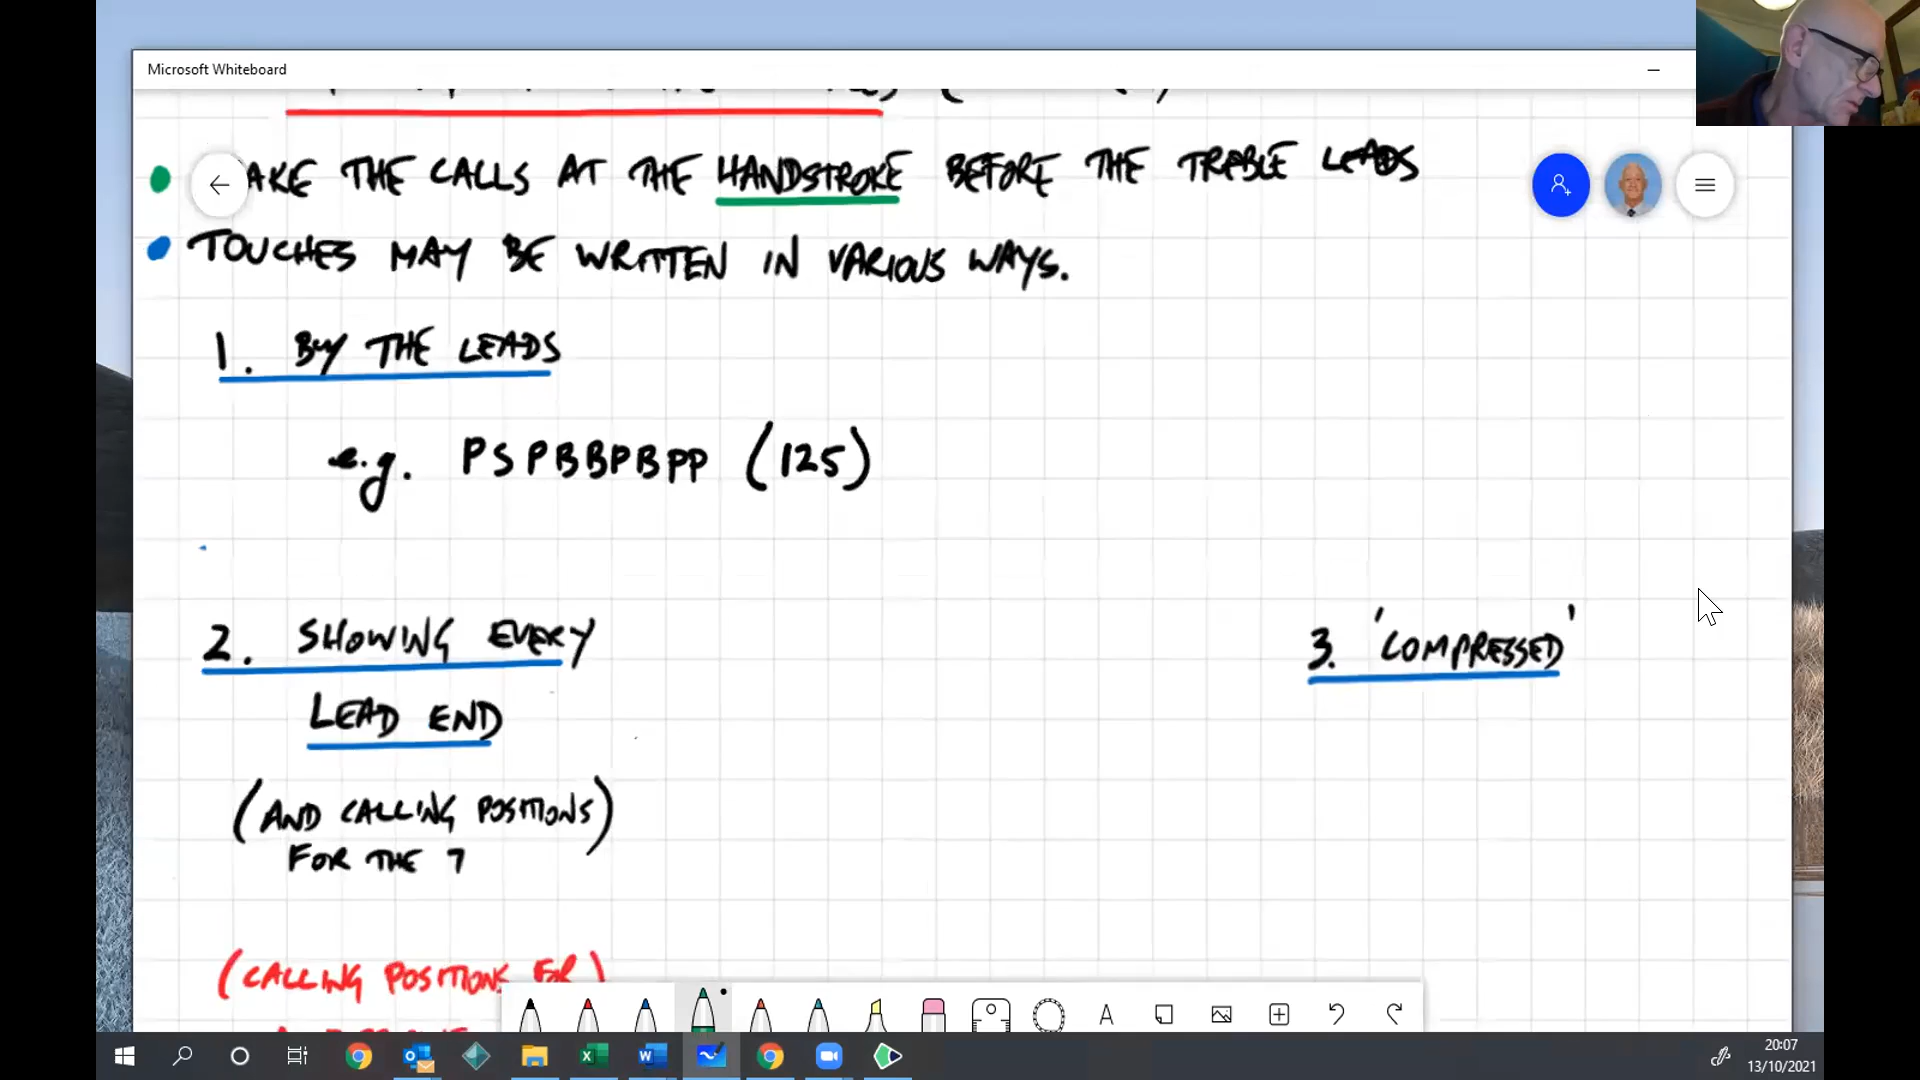 Microsoft Whiteboard
AKE THE CALLS AT THE HANDSTROKE BEFORE THE TREBLE LEADS
TOUCHES MAY BE WRITTEN IN VARIOUS WAYS.
1. BY THE LEADS
e.g. PSPBBPBPP (125)
2. SHOWING EVERY
LEAD END
(AND CALLING POSITIONS)
FOR THE 7
3. 'COMPRESSED'
(CALLING POSITIONS FOR)
A
20:07
13/10/2021